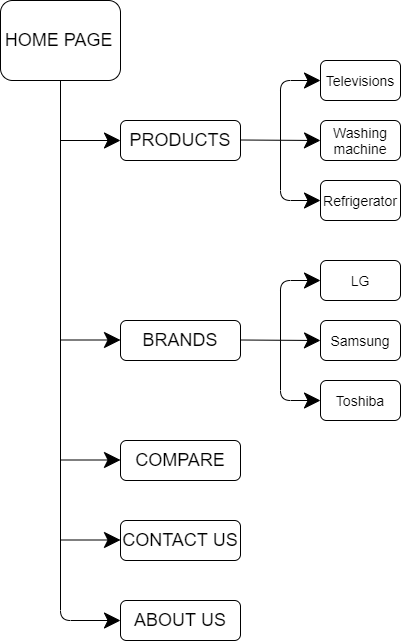 HOME PAGE
PRODUCTS
Televisions
Washing
machine
Refrigerator
BRANDS
LG
Samsung
Toshiba
COMPARE
CONTACT US
ABOUT US